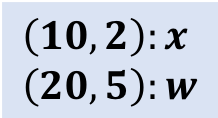 (10, 2): x
(20, 5): w